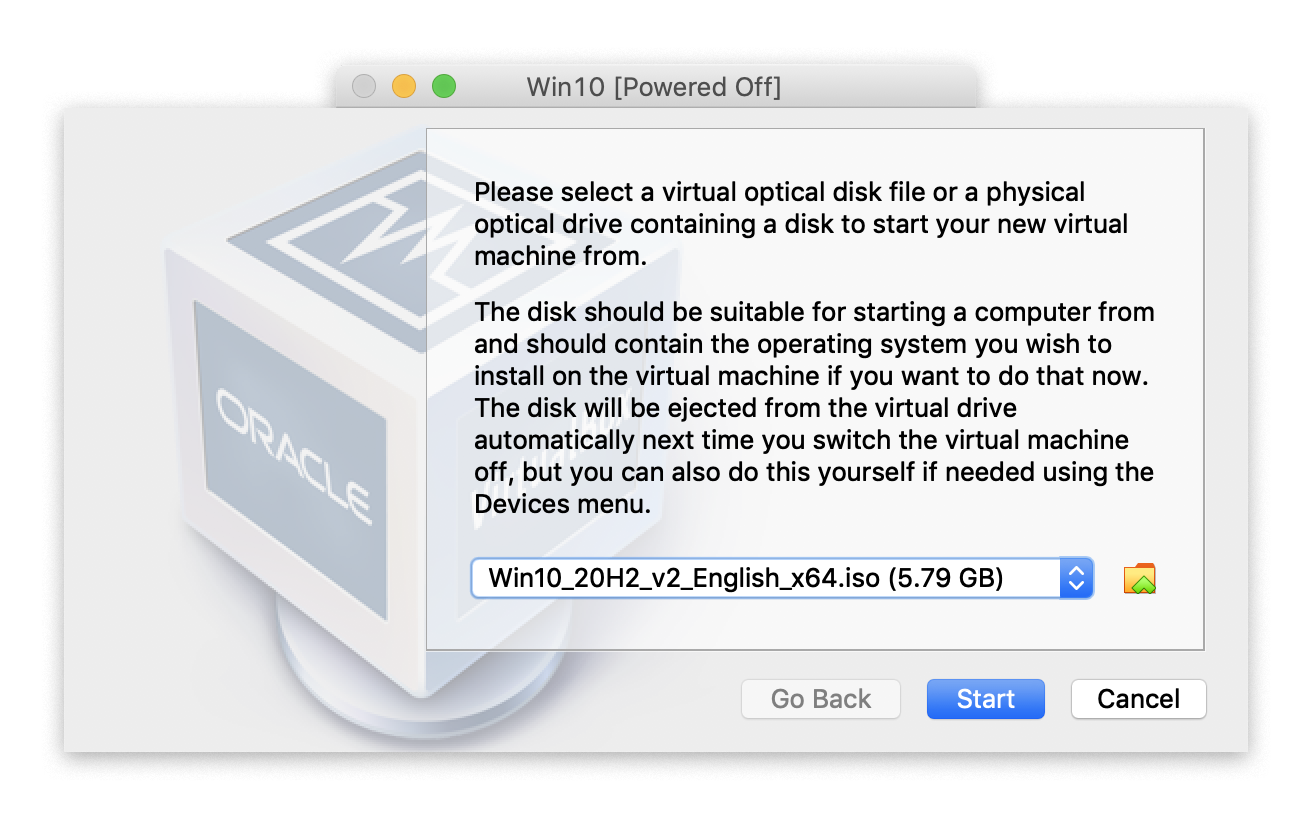 Win10 [Powered Off]
Please select a virtual optical disk file or a physical
optical drive containing a disk to start your new virtual
machine from.
The disk should be suitable for starting a computer from
and should contain the operating system you wish to
install on the virtual machine if you want to do that now.
The disk will be ejected from the virtual drive
automatically next time you switch the virtual machine
off, but you can also do this yourself if needed using the
Devices menu.
ORACLE
VirtualBox
Win10_20H2_v2_English_x64.iso (5.79 GB)
Go Back
Start
Cancel